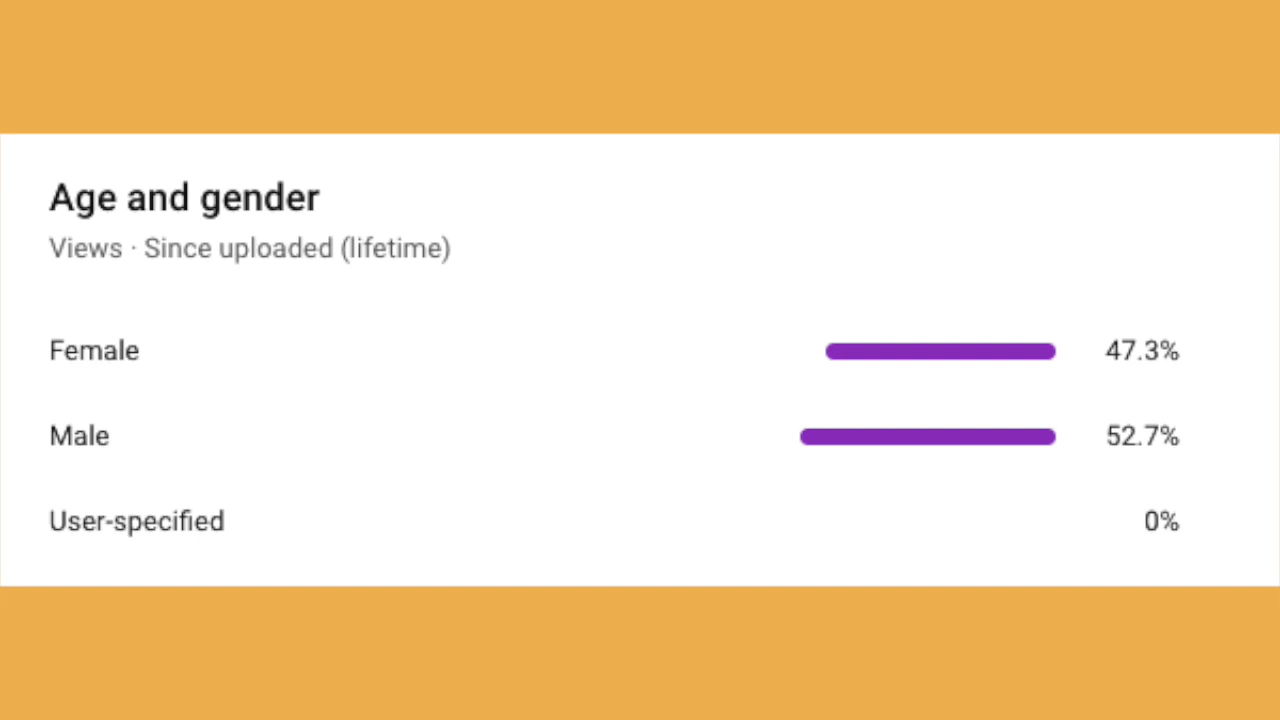 Age and gender
Views · Since uploaded (lifetime)
Female 47.3%
Male 52.7%
User-specified 0%